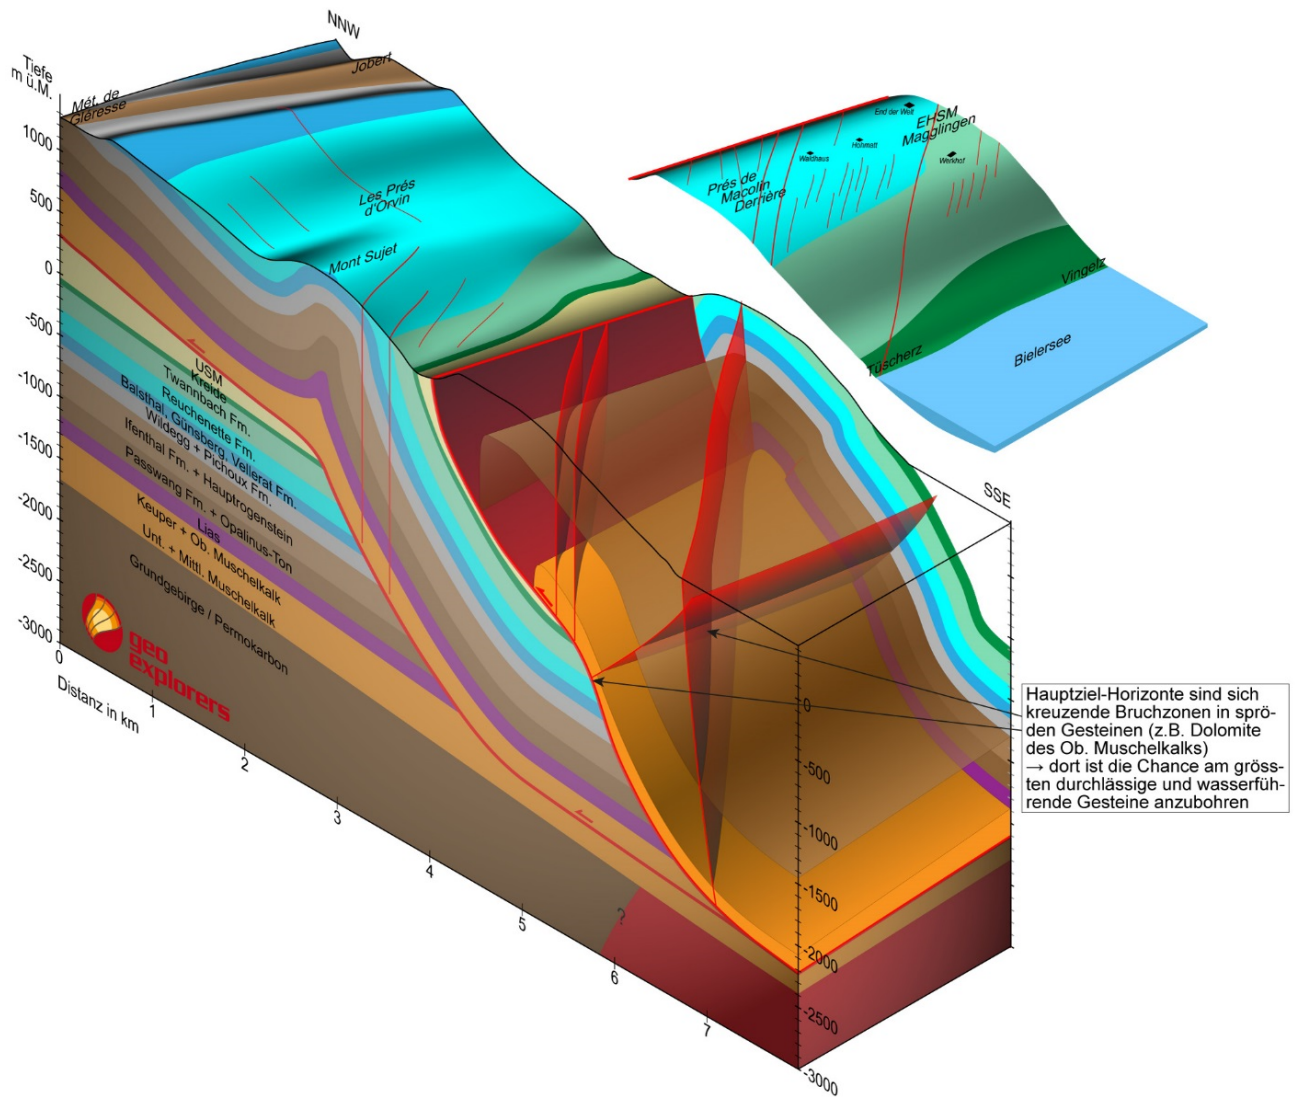 NNW
Tiefe
m ü.M.
Mét. de
Gléresse
Jobert
Les Prés
d'Orvin
Mont Sujet
1000
500
0
-500
-1000
-1500
-2000
-2500
-3000
USM
Kreide
Twannbach Fm.
Reuchenette Fm.
Balsthal, Günsberg, Vellerat Fm.
Wildegg + Pichoux Fm.
Ifenthal Fm. + Hauptrogenstein
Passwang Fm. + Opalinus-Ton
Lias
Keuper + Ob. Muschelkalk
Unt. + Mittl. Muschelkalk
Grundgebirge / Permokarbon
geo
explorers
Distanz in km
0
1
2
3
4
5
6
7
?
End der Welt
EHSM
Magglingen
Hohmatt
Waldhaus
Werkhof
Prés de
Macolin
Derrière
Vingelz
Tüscherz
Bielersee
SSE
0
-500
-1000
-1500
-2000
-2500
-3000
Hauptziel-Horizonte sind sich
kreuzende Bruchzonen in sprö-
den Gesteinen (z.B. Dolomite
des Ob. Muschelkalks)
→ dort ist die Chance am gröss-
ten durchlässige und wasserfüh-
rende Gesteine anzubohren